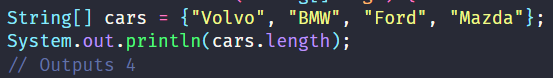 String[] cars = {"Volvo", "BMW", "Ford", "Mazda"};
System.out.println(cars.length);
// Outputs 4